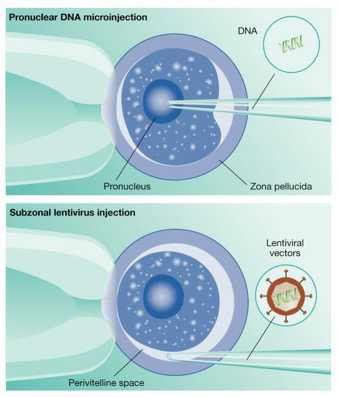 Pronuclear DNA microinjection
DNA
Pronucleus
Zona pellucida
Subzonal lentivirus injection
Lentiviral
vectors
Perivitelline space